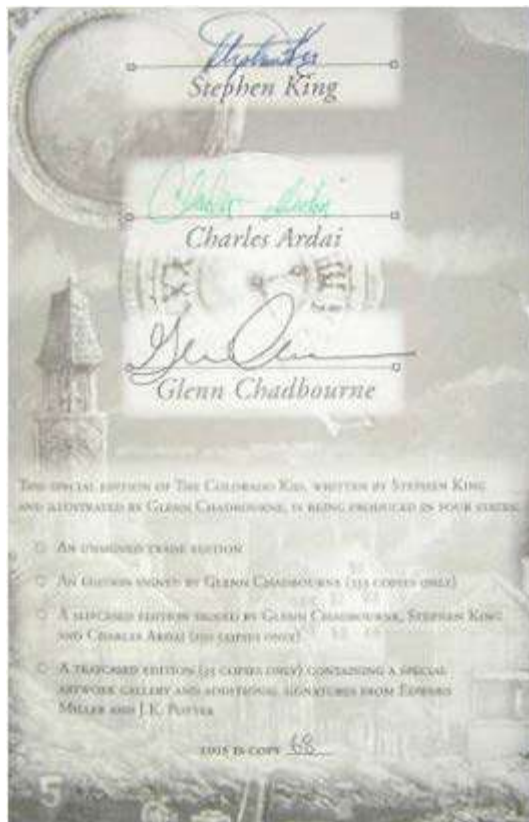 Stephen King
Charles Ardai
Glenn Chadbourne
THIS SPECIAL EDITION OF THE COLORADO KID, WRITTEN BY STEPHEN KING
AND ILLUSTRATED BY GLENN CHADBOURNE, IS BEING PRODUCED IN FOUR STATES:
AN UNSIGNED TRADE EDITION
AN EDITION SIGNED BY GLENN CHADBOURNE ( COPIES ONLY)
A SLIPCASED EDITION SIGNED BY GLENN CHADBOURNE, STEPHEN KING
AND CHARLES ARDAI ( COPIES ONLY)
A TRAYCASED EDITION ( COPIES ONLY) CONTAINING A SPECIAL
ARTWORK GALLERY AND ADDITIONAL SIGNATURES FROM EDWARD
MILLER AND J.K. POTTER
THIS IS COPY 68
5